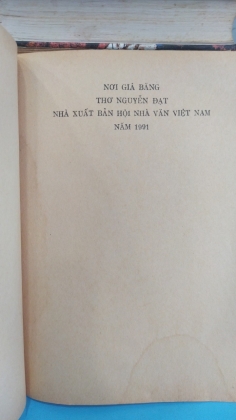 NƠI GIÁ BĂNG
THƠ NGUYỄN ĐẠT
NHÀ XUẤT BẢN HỘI NHÀ VĂN VIỆT NAM
NĂM 1991